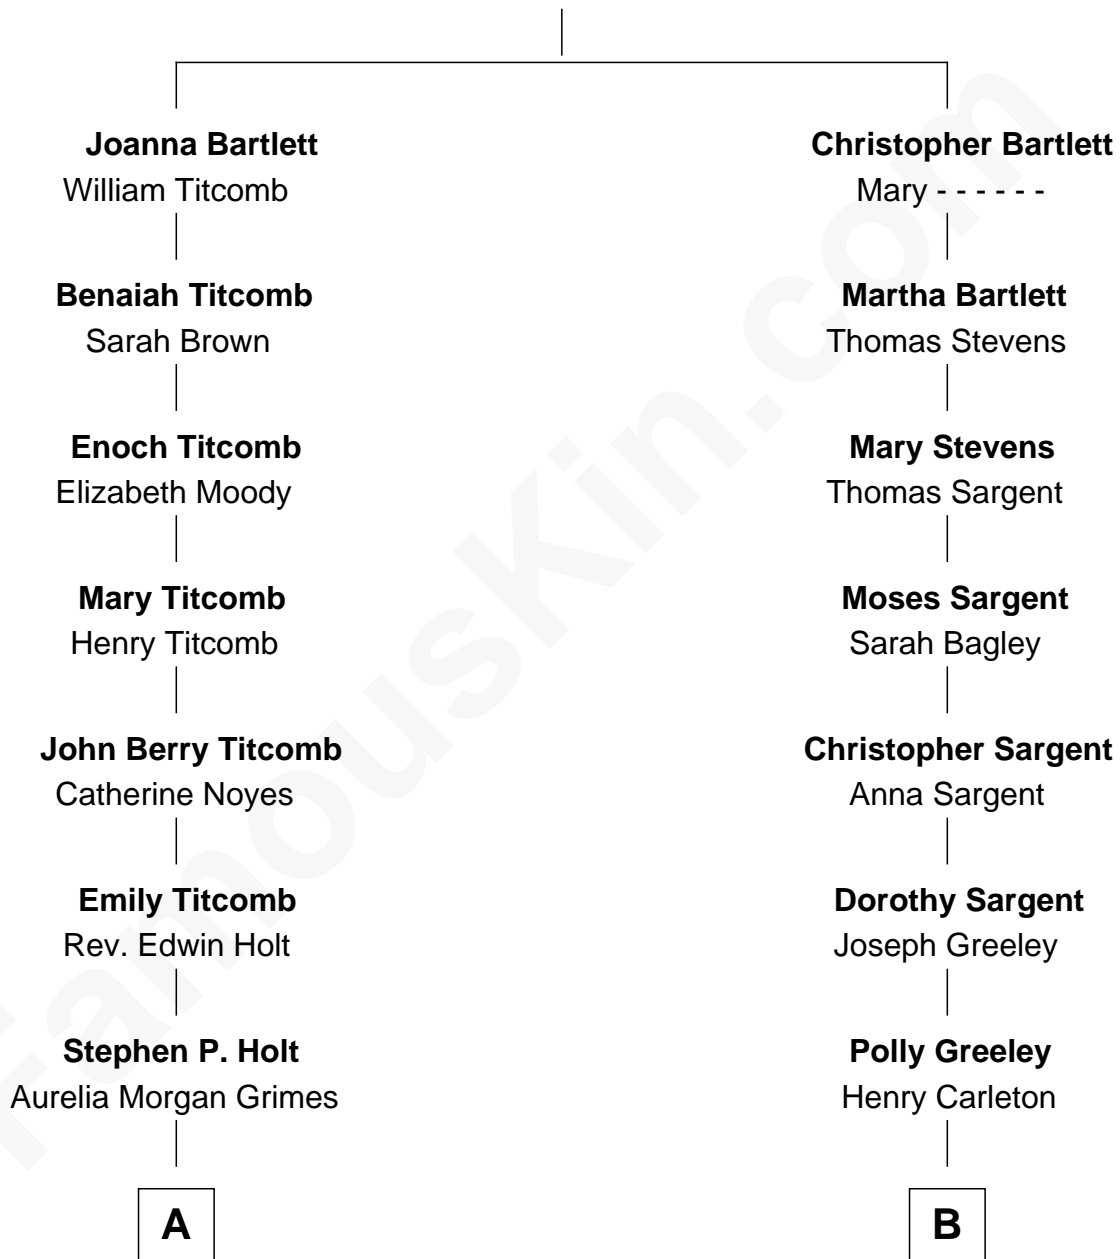 Joanna Bartlett
William Titcomb
Benaiah Titcomb
Sarah Brown
Enoch Titcomb
Elizabeth Moody
Mary Titcomb
Henry Titcomb
John Berry Titcomb
Catherine Noyes
Emily Titcomb
Rev. Edwin Holt
Stephen P. Holt
Aurelia Morgan Grimes
A
Christopher Bartlett
Mary - - - - - -
Martha Bartlett
Thomas Stevens
Mary Stevens
Thomas Sargent
Moses Sargent
Sarah Bagley
Christopher Sargent
Anna Sargent
Dorothy Sargent
Joseph Greeley
Polly Greeley
Henry Carleton
B
FamousKin.com